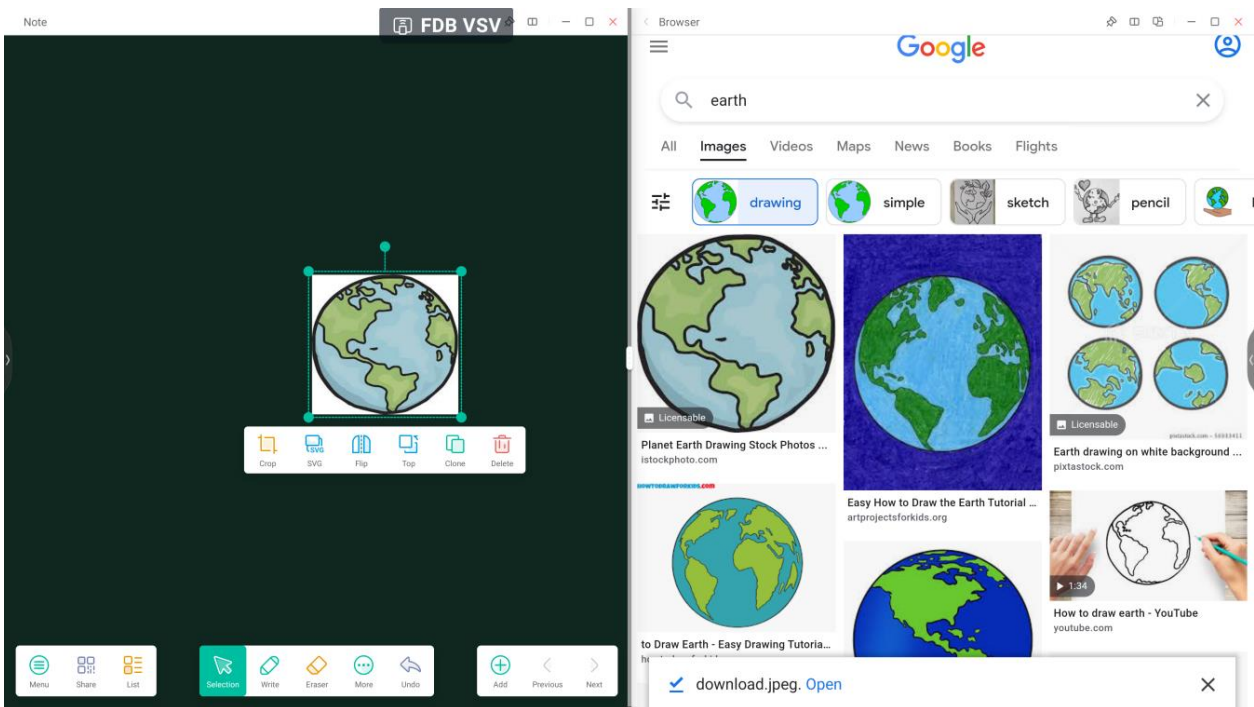 Note
FDB VSV
Crop
SVG
SVG
Flip
Top
Clone
Delete
Menu
Share
List
Selection
Write
Eraser
More
Undo
Add
Previous
Next
Browser
Google
earth
All Images Videos Maps News Books Flights
drawing
simple
sketch
pencil
Licensable
Planet Earth Drawing Stock Photos ...
istockphoto.com
HOWTODRAWFORKIDS.COM
to Draw Earth - Easy Drawing Tutoria...
Easy How to Draw the Earth Tutorial ...
artprojectsforkids.org
Licensable
Earth drawing on white background ...
pixtastock.com
1:34
How to draw earth - YouTube
youtube.com
download.jpeg. Open